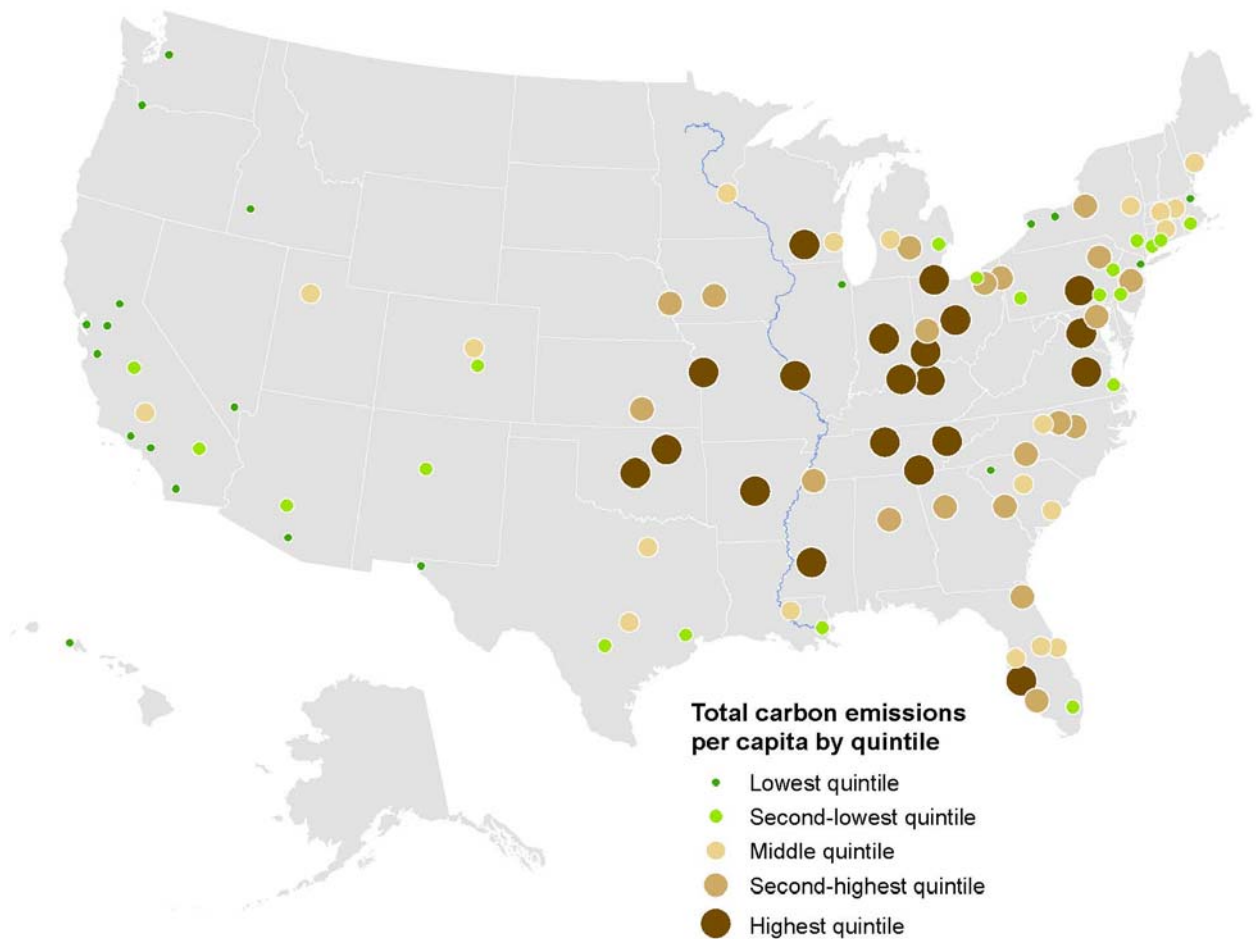 Total carbon emissions
per capita by quintile
Lowest quintile
Second-lowest quintile
Middle quintile
Second-highest quintile
Highest quintile